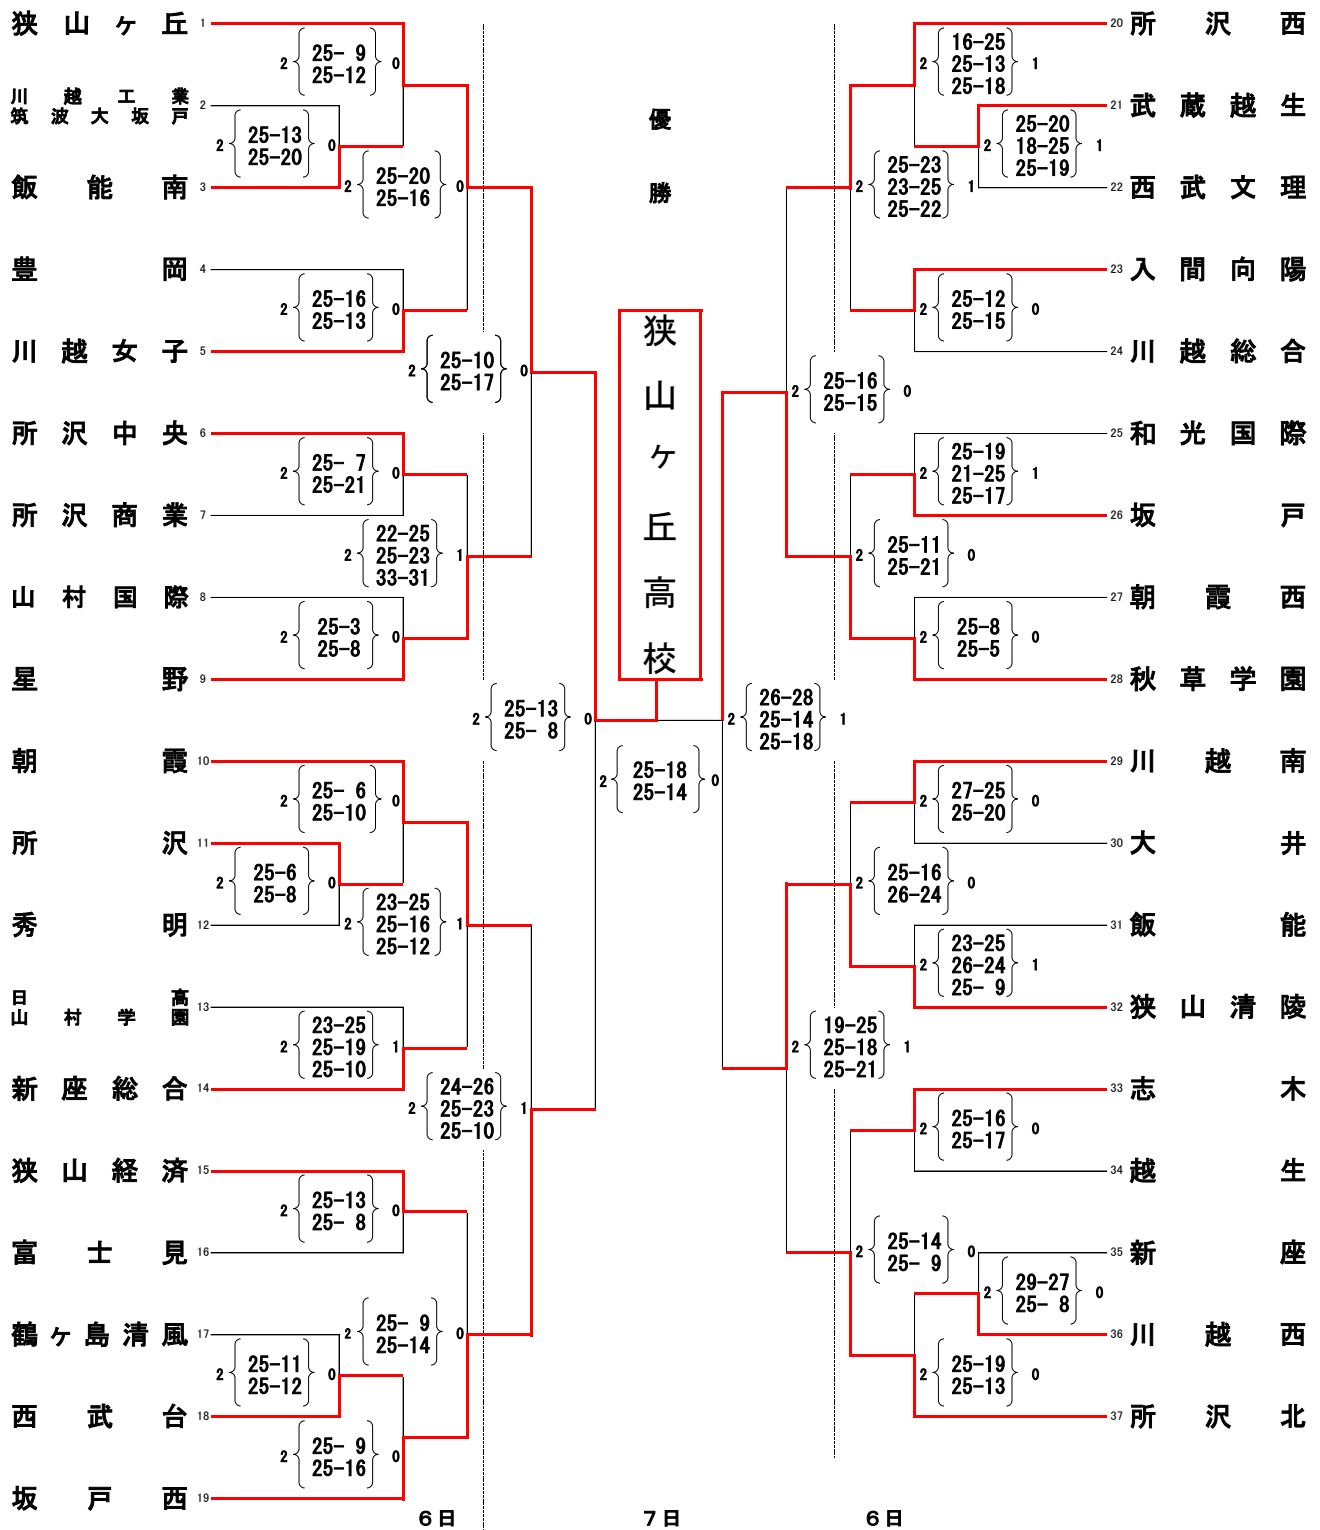 狭山ヶ丘 1
2 25- 9 0
25-12
川越工業
筑波大坂戸 2
2 25-13 0
25-20
飯能南 3
2 25-20 0
25-16
豊岡 4
2 25-16 0
25-13
川越女子 5
2 25-10 0
25-17
所沢中央 6
2 25- 7 0
25-21
所沢商業 7
2 22-25 1
25-23
33-31
山村国際 8
2 25-3 0
25-8
星野 9
2 25-13 0
25- 8
朝霞 10
2 25- 6 0
25-10
所沢 11
2 25-6 0
25-8
秀明 12
2 23-25 1
25-16
25-12
日高
山村学園 13
2 23-25 1
25-19
25-10
新座総合 14
2 24-26 1
25-23
25-10
狭山経済 15
2 25-13 0
25- 8
富士見 16
2 25- 9 0
25-14
鶴ヶ島清風 17
2 25-11 0
25-12
西武台 18
2 25- 9 0
25-16
坂戸西 19
6日
優勝
狭山ヶ丘高校
2 25-18 0
25-14
7日
20 所沢西
2 16-25 1
25-13
25-18
21 武蔵越生
2 25-20 1
18-25
25-19
2 25-23 1
23-25
25-22
22 西武文理
23 入間向陽
2 25-12 0
25-15
24 川越総合
2 25-16 0
25-15
25 和光国際
2 25-19 1
21-25
25-17
26 坂戸
2 25-11 0
25-21
27 朝霞西
2 25-8 0
25-5
28 秋草学園
2 26-28 1
25-14
25-18
29 川越南
2 27-25 0
25-20
30 大井
2 25-16 0
26-24
31 飯能
2 23-25 1
26-24
25- 9
32 狭山清陵
2 19-25 1
25-18
25-21
33 志木
2 25-16 0
25-17
34 越生
2 25-14 0
25- 9
35 新座
2 29-27 0
25- 8
36 川越西
2 25-19 0
25-13
37 所沢北
6日